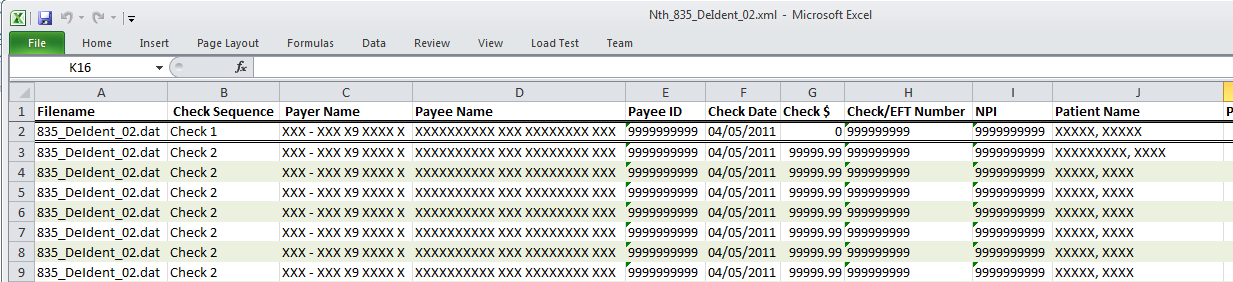 Nth_835_DeIdent_02.xml - Microsoft Excel
File Home Insert Page Layout Formulas Data Review View Load Test Team
K16 fx
A B C D E F G H I J
1 Filename Check Sequence Payer Name Payee Name Payee ID Check Date Check $ Check/EFT Number NPI Patient Name P
2 835_DeIdent_02.dat Check 1 XXX - XXX X9 XXXX X XXXXXXXXXX XXX XXXXXXXX XXX 9999999999 04/05/2011 0 999999999 9999999999 XXXXX, XXXXX
3 835_DeIdent_02.dat Check 2 XXX - XXX X9 XXXX X XXXXXXXXXX XXX XXXXXXXX XXX 9999999999 04/05/2011 99999.99 999999999 9999999999 XXXXXXXXX, XXXX
4 835_DeIdent_02.dat Check 2 XXX - XXX X9 XXXX X XXXXXXXXXX XXX XXXXXXXX XXX 9999999999 04/05/2011 99999.99 999999999 9999999999 XXXXX, XXXX
5 835_DeIdent_02.dat Check 2 XXX - XXX X9 XXXX X XXXXXXXXXX XXX XXXXXXXX XXX 9999999999 04/05/2011 99999.99 999999999 9999999999 XXXXX, XXXX
6 835_DeIdent_02.dat Check 2 XXX - XXX X9 XXXX X XXXXXXXXXX XXX XXXXXXXX XXX 9999999999 04/05/2011 99999.99 999999999 9999999999 XXXXX, XXXX
7 835_DeIdent_02.dat Check 2 XXX - XXX X9 XXXX X XXXXXXXXXX XXX XXXXXXXX XXX 9999999999 04/05/2011 99999.99 999999999 9999999999 XXXXX, XXXX
8 835_DeIdent_02.dat Check 2 XXX - XXX X9 XXXX X XXXXXXXXXX XXX XXXXXXXX XXX 9999999999 04/05/2011 99999.99 999999999 9999999999 XXXXX, XXXX
9 835_DeIdent_02.dat Check 2 XXX - XXX X9 XXXX X XXXXXXXXXX XXX XXXXXXXX XXX 9999999999 04/05/2011 99999.99 999999999 9999999999 XXXXX, XXXX